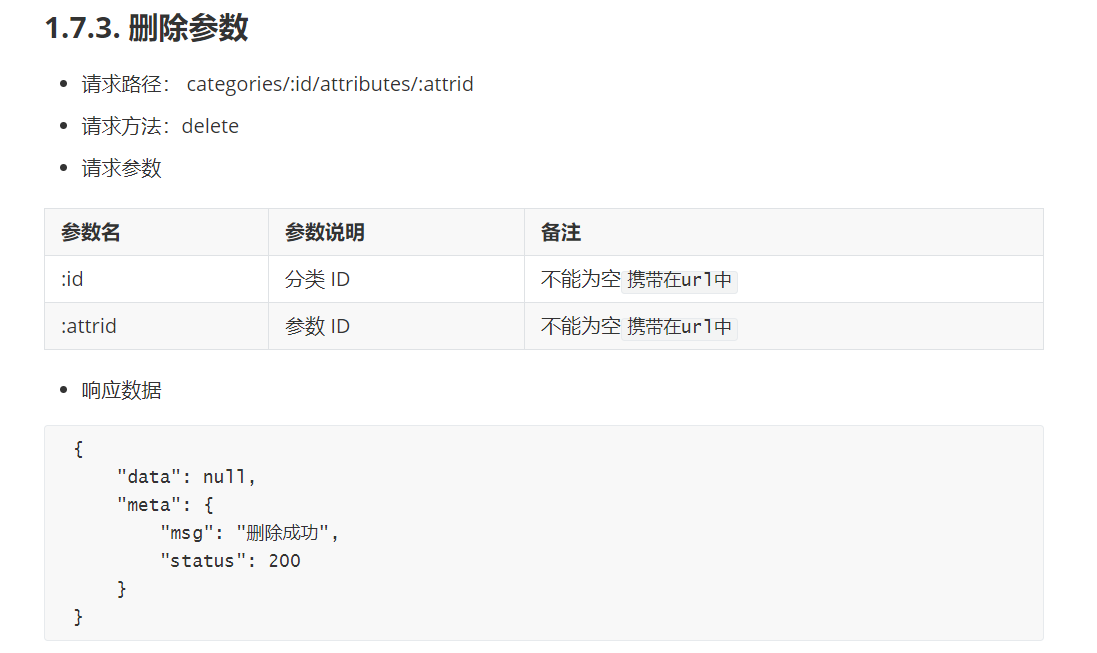 1.7.3. 删除参数
• 请求路径： categories/:id/attributes/:attrid
• 请求方法：delete
• 请求参数
参数名 参数说明 备注
:id 分类 ID 不能为空 携带在url中
:attrid 参数 ID 不能为空 携带在url中
• 响应数据
{
    "data": null,
    "meta": {
        "msg": "删除成功",
        "status": 200
    }
}